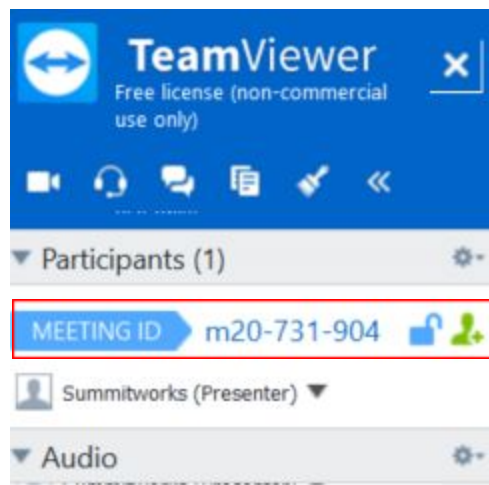 TeamViewer
Free license (non-commercial
use only)
Participants (1)
MEETING ID m20-731-904
Summitworks (Presenter)
Audio